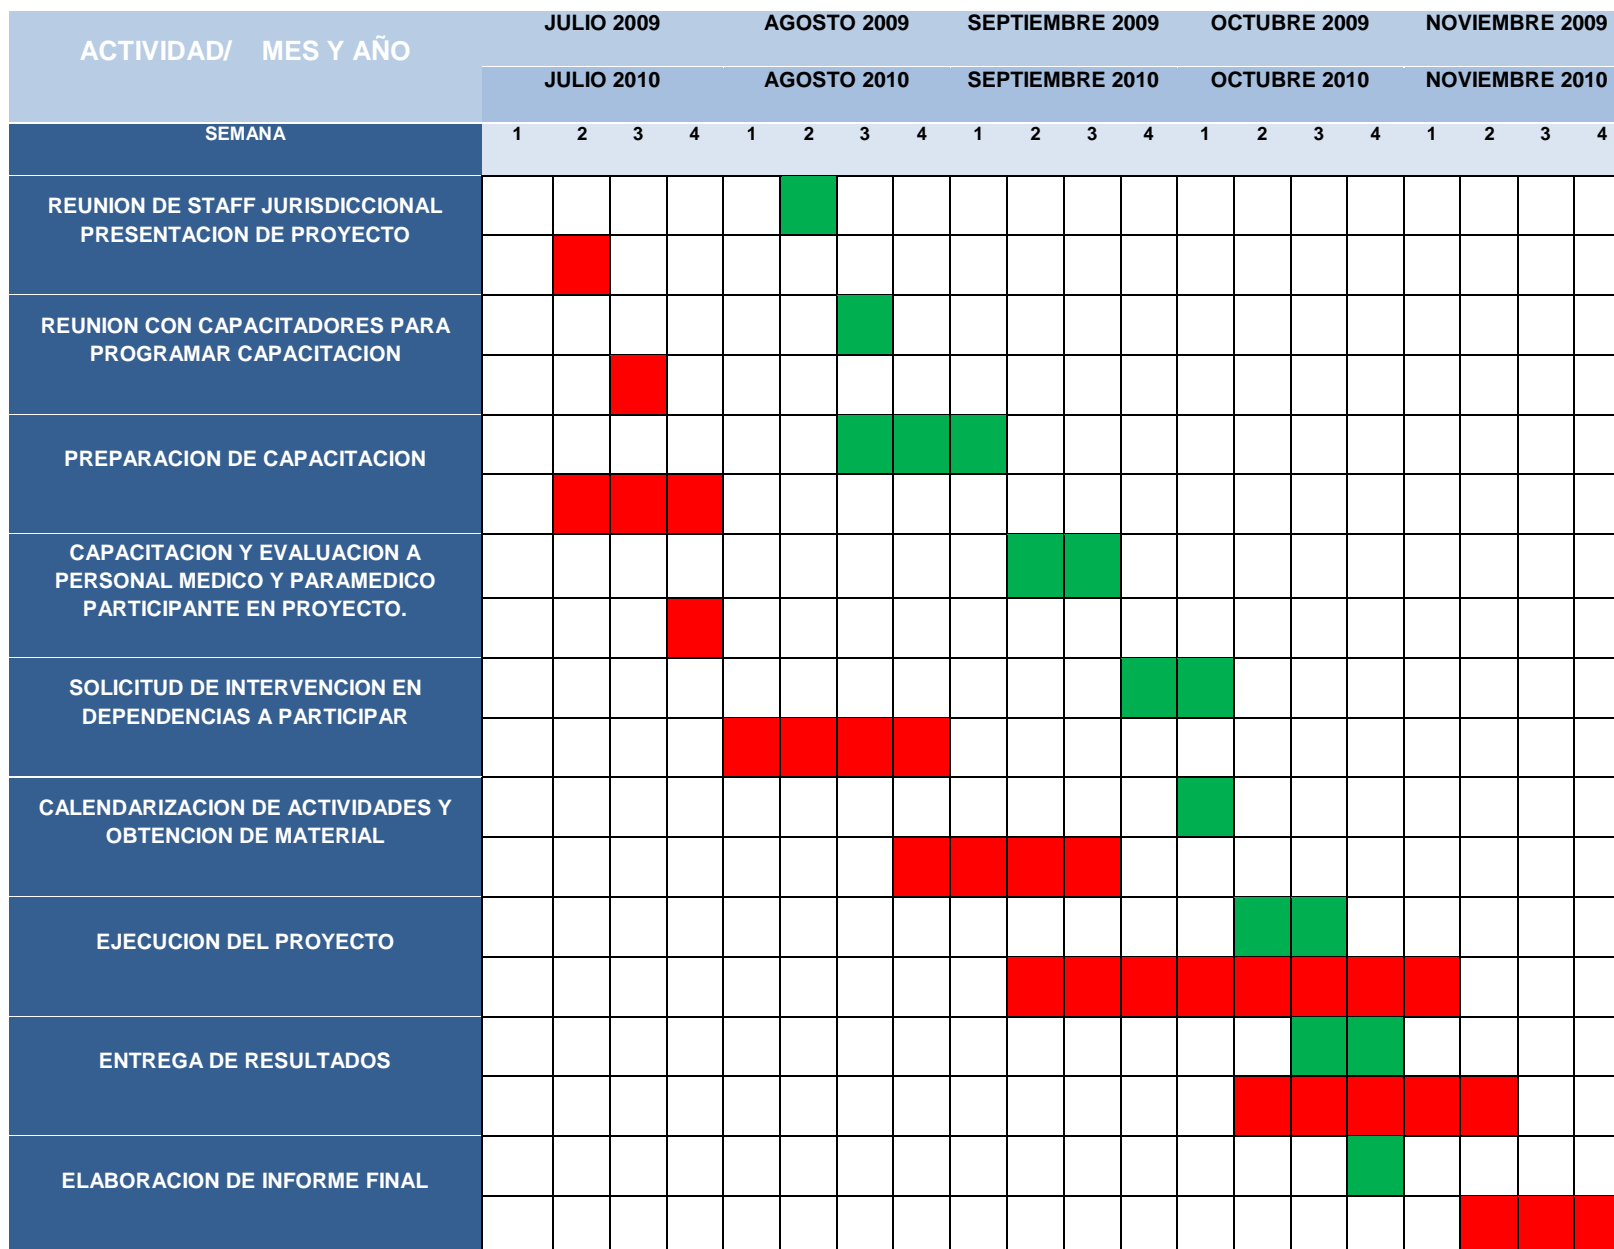 ACTIVIDAD/ MES Y AÑO
JULIO 2009 AGOSTO 2009 SEPTIEMBRE 2009 OCTUBRE 2009 NOVIEMBRE 2009
JULIO 2010 AGOSTO 2010 SEPTIEMBRE 2010 OCTUBRE 2010 NOVIEMBRE 2010
SEMANA 1 2 3 4 1 2 3 4 1 2 3 4 1 2 3 4 1 2 3 4
REUNION DE STAFF JURISDICCIONAL
PRESENTACION DE PROYECTO
REUNION CON CAPACITADORES PARA
PROGRAMAR CAPACITACION
PREPARACION DE CAPACITACION
CAPACITACION Y EVALUACION A
PERSONAL MEDICO Y PARAMEDICO
PARTICIPANTE EN PROYECTO.
SOLICITUD DE INTERVENCION EN
DEPENDENCIAS A PARTICIPAR
CALENDARIZACION DE ACTIVIDADES Y
OBTENCION DE MATERIAL
EJECUCION DEL PROYECTO
ENTREGA DE RESULTADOS
ELABORACION DE INFORME FINAL